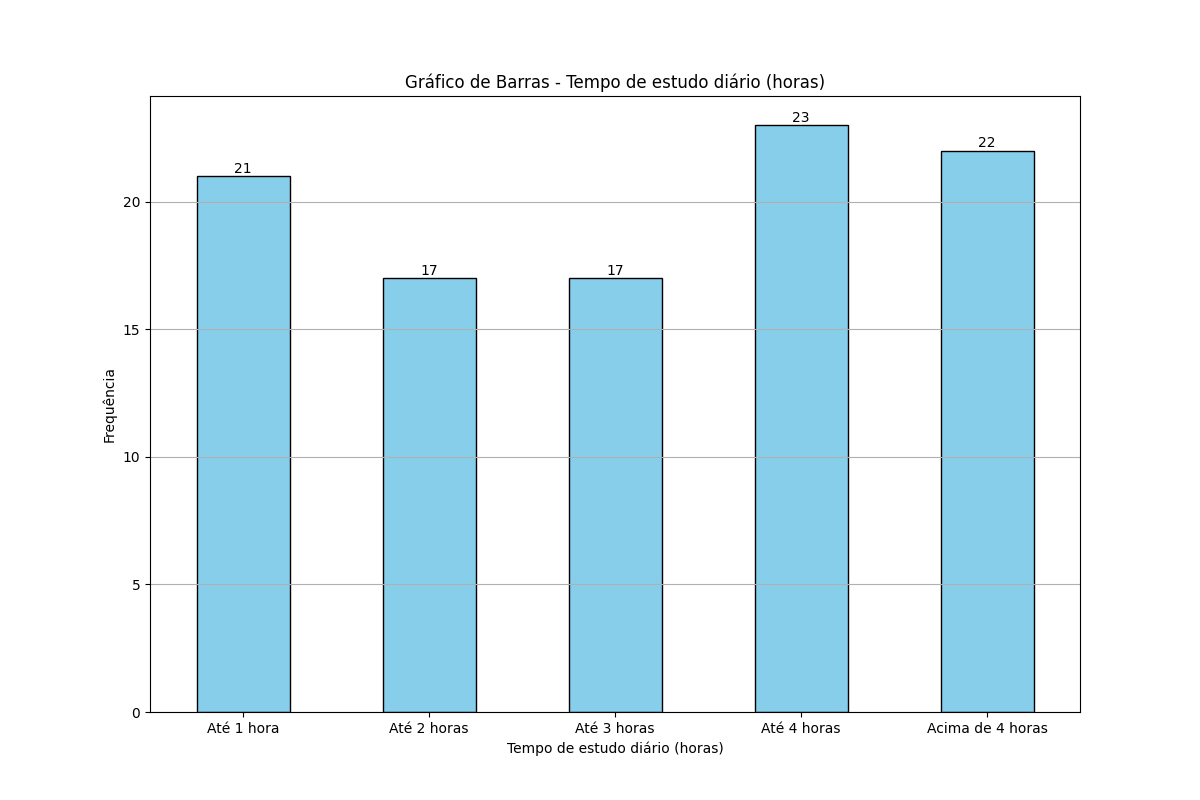 Gráfico de Barras - Tempo de estudo diário (horas)
23
22
21
20
17
17
15
Frequência
10
5
0
Até 1 hora
Até 2 horas
Até 3 horas
Até 4 horas
Acima de 4 horas
Tempo de estudo diário (horas)